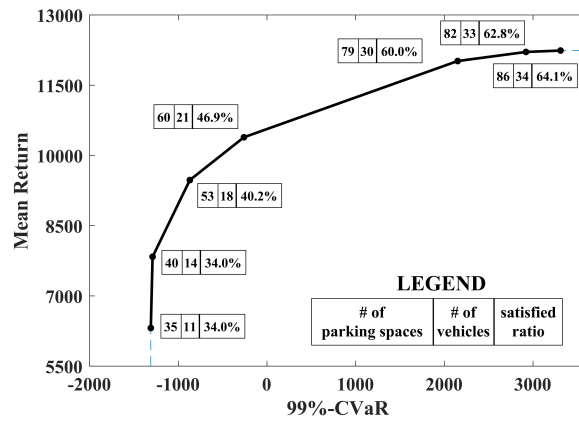 13000
11500
10000
8500
7000
5500
Mean Return
-2000
-1000
0
1000
2000
3000
99%-CVaR
82 33 62.8%
79 30 60.0%
86 34 64.1%
60 21 46.9%
53 18 40.2%
40 14 34.0%
35 11 34.0%
LEGEND
# of parking spaces
# of vehicles
satisfied ratio